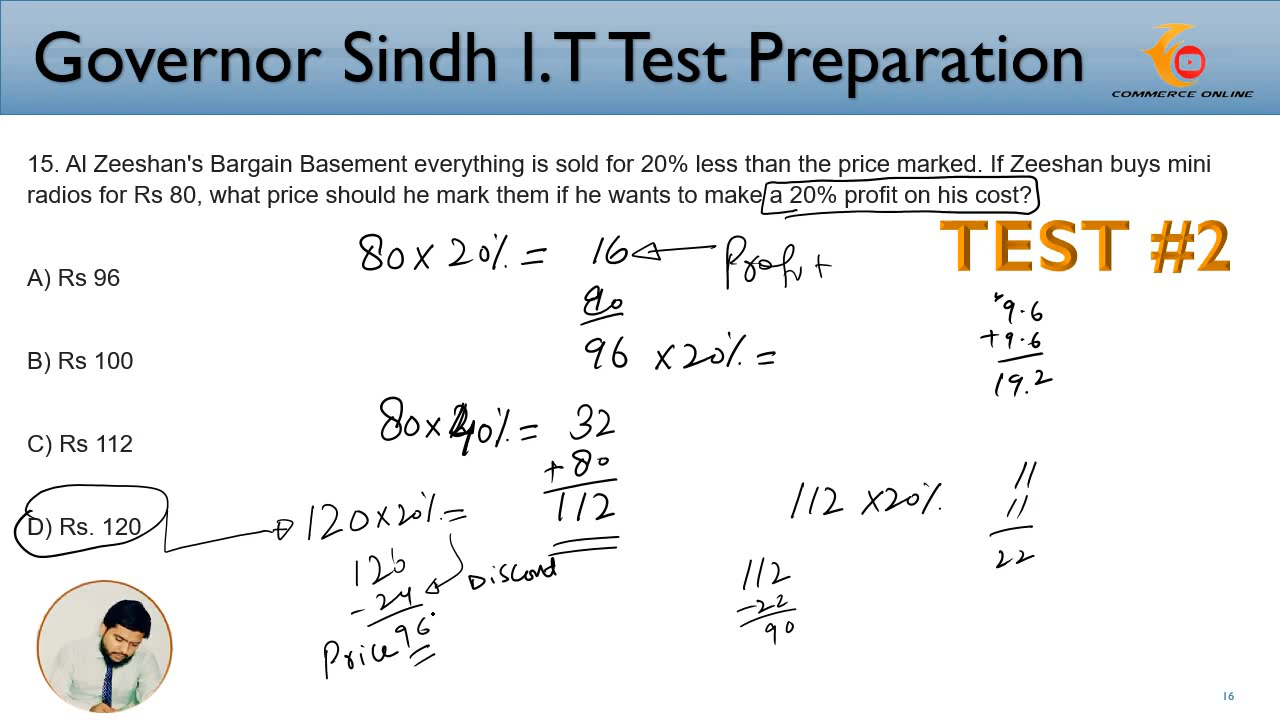 Governor Sindh I.T Test Preparation
COMMERCE ONLINE
15. Al Zeeshan's Bargain Basement everything is sold for 20% less than the price marked. If Zeeshan buys mini
radios for Rs 80, what price should he mark them if he wants to make a 20% profit on his cost?
TEST #2
80 x 20% = 16 Profit
80
A) Rs 96
96 x 20% =
9.6
+ 9.6
19.2
B) Rs 100
80 x 40% = 32
+ 80
112
C) Rs 112
112 x 20%
11
11
22
D) Rs. 120
120 x 20% =
120
- 24 Discond
96
Price
112
- 22
90
16